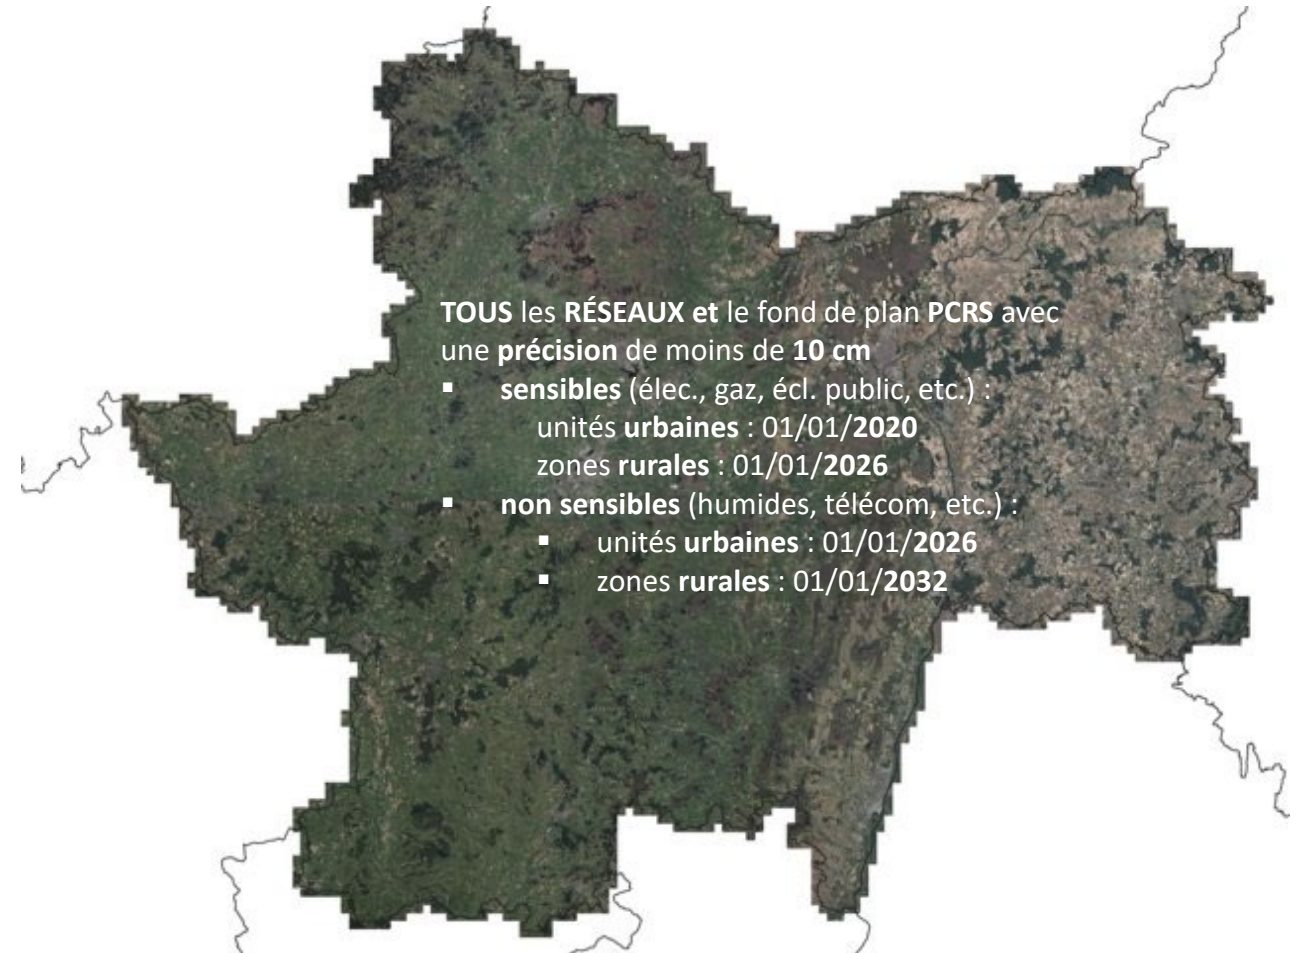 TOUS les RÉSEAUX et le fond de plan PCRS avec
une précision de moins de 10 cm
▪ sensibles (élec., gaz, écl. public, etc.) :
unités urbaines : 01/01/2020
zones rurales : 01/01/2026
▪ non sensibles (humides, télécom, etc.) :
▪ unités urbaines : 01/01/2026
▪ zones rurales : 01/01/2032